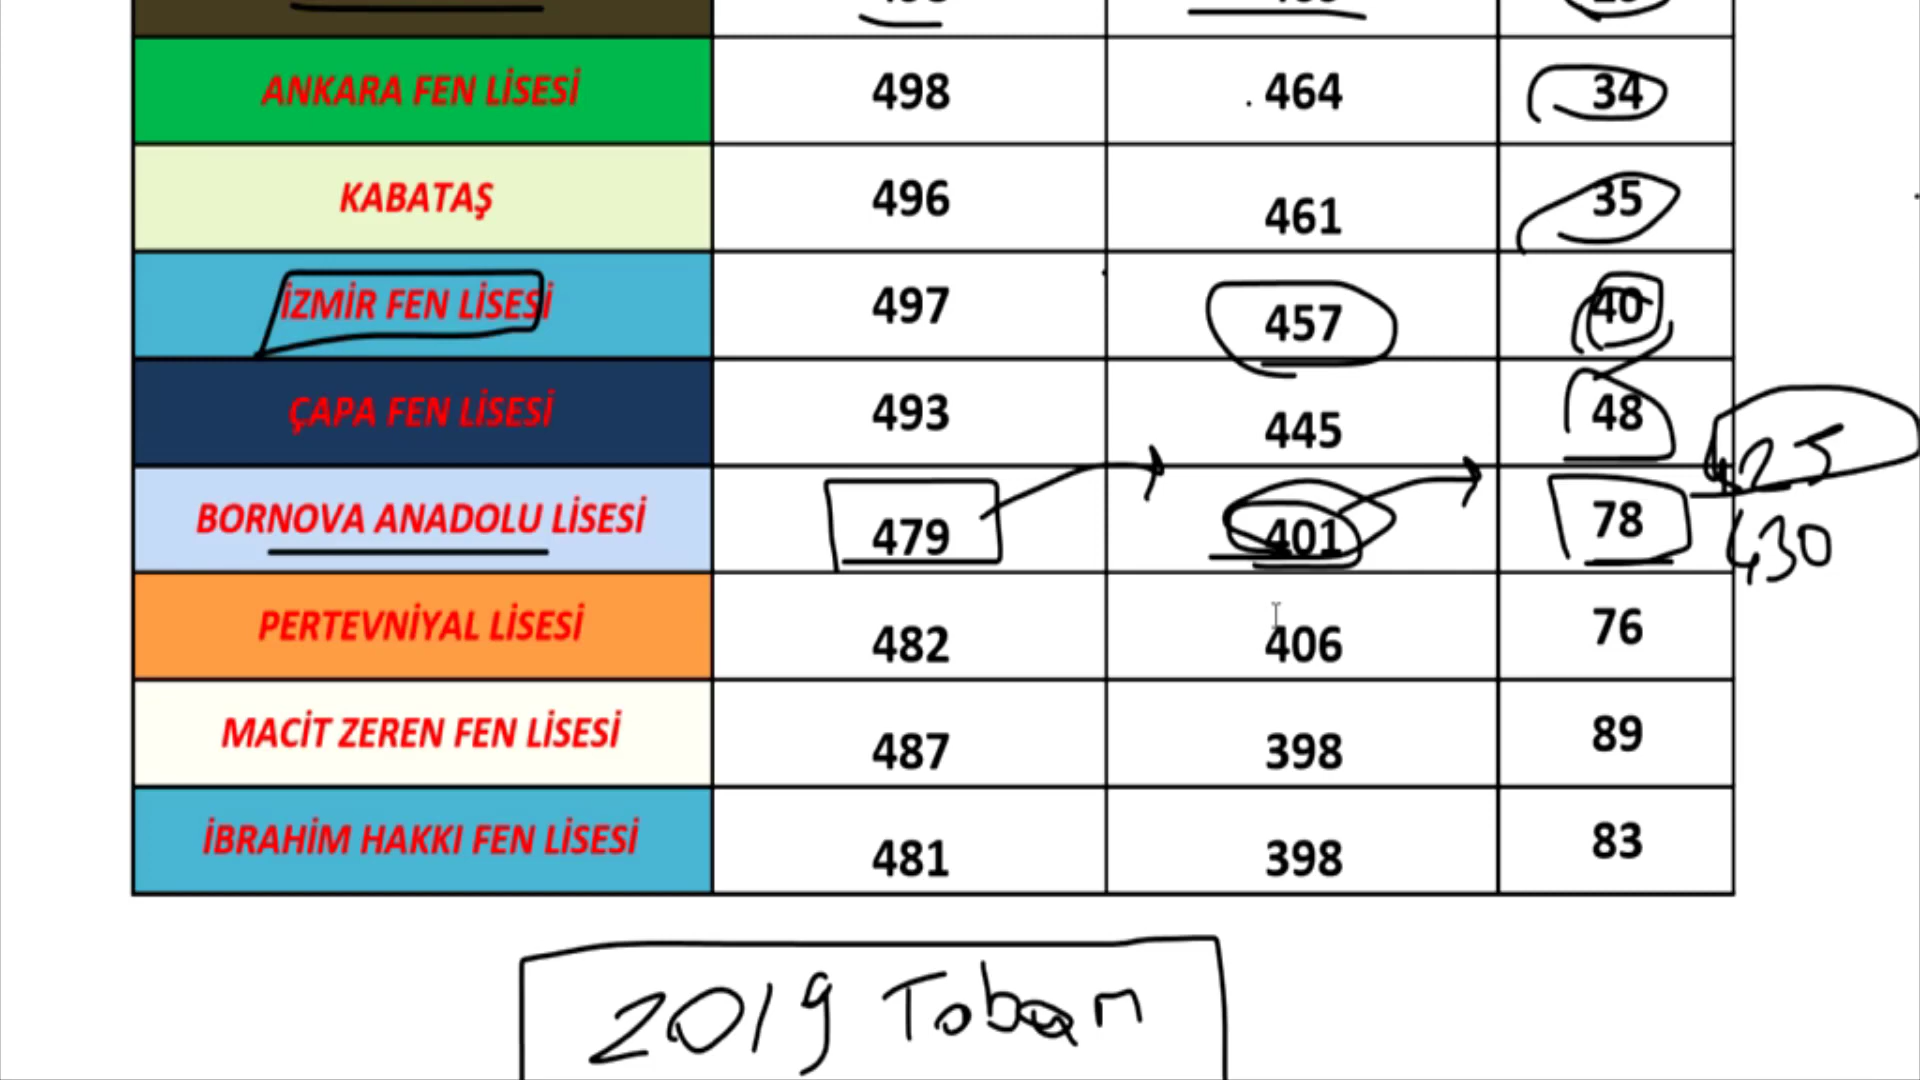 ANKARA FEN LİSESİ 498 464 34
KABATAŞ 496 461 35
İZMİR FEN LİSESİ 497 457 40
ÇAPA FEN LİSESİ 493 445 48
425
BORNOVA ANADOLU LİSESİ 479 401 78
430
PERTEVNİYAL LİSESİ 482 406 76
MACİT ZEREN FEN LİSESİ 487 398 89
İBRAHİM HAKKI FEN LİSESİ 481 398 83
2019 Taban